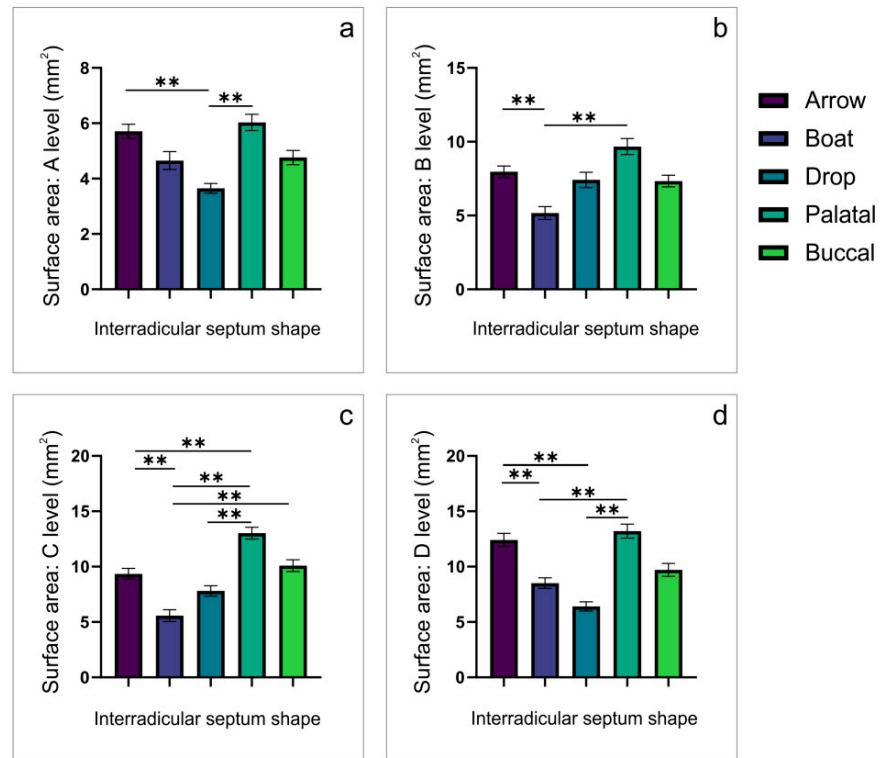 a
Surface area: A level (mm²)
8
6
4
2
0
**
**
Interradicular septum shape
b
Surface area: B level (mm²)
15
10
5
0
**
**
Interradicular septum shape
Arrow
Boat
Drop
Palatal
Buccal
c
Surface area: C level (mm²)
20
15
10
5
0
**
**
**
**
**
Interradicular septum shape
d
Surface area: D level (mm²)
20
15
10
5
0
**
**
**
**
Interradicular septum shape